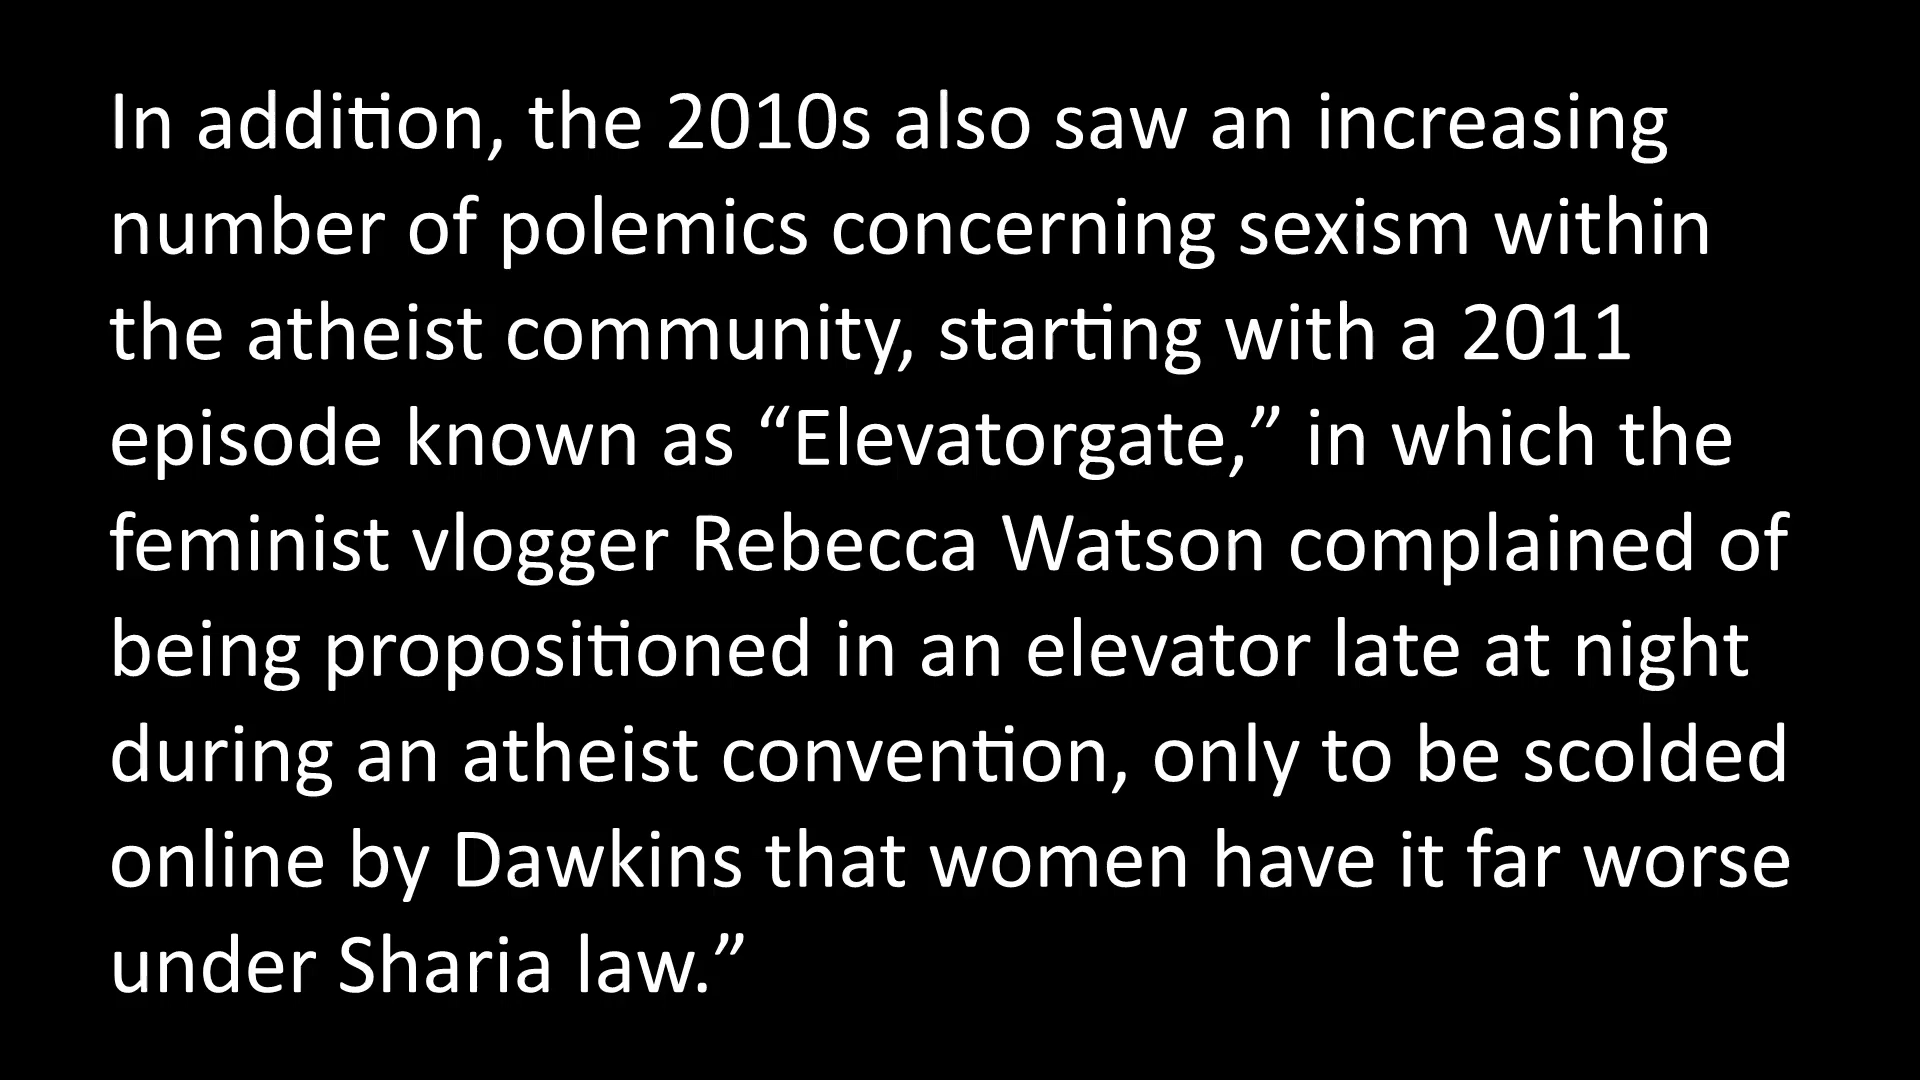 In addition, the 2010s also saw an increasing
number of polemics concerning sexism within
the atheist community, starting with a 2011
episode known as “Elevatorgate,” in which the
feminist vlogger Rebecca Watson complained of
being propositioned in an elevator late at night
during an atheist convention, only to be scolded
online by Dawkins that women have it far worse
under Sharia law.”